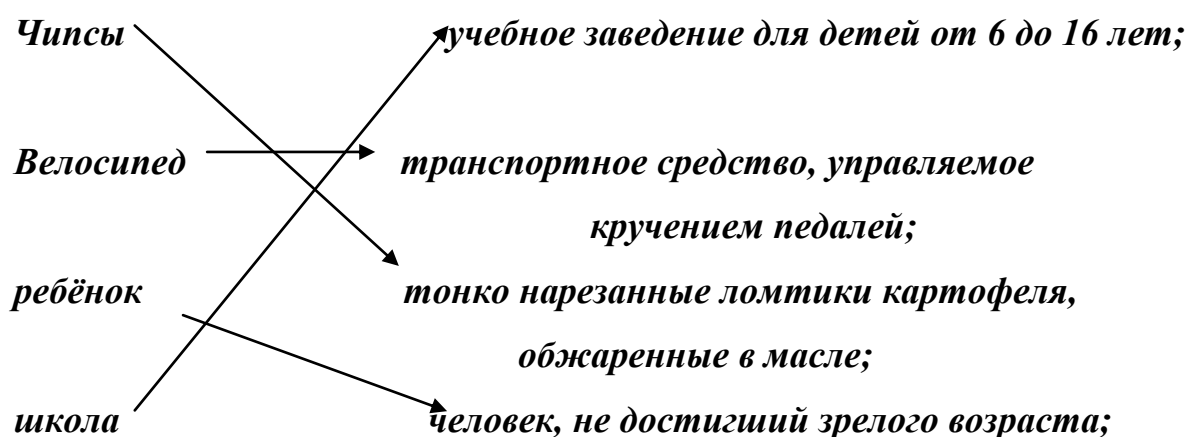 Чипсы учебное заведение для детей от 6 до 16 лет;
Велосипед транспортное средство, управляемое
кручением педалей;
ребёнок тонко нарезанные ломтики картофеля,
обжаренные в масле;
школа человек, не достигший зрелого возраста;